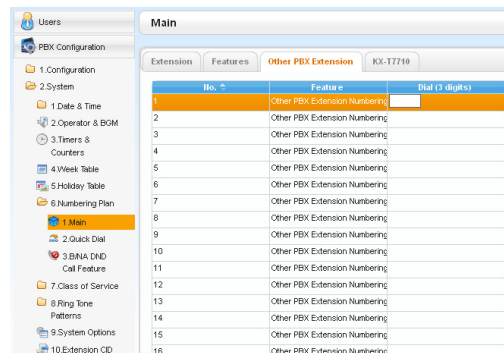 Users
PBX Configuration
1.Configuration
2.System
1.Date & Time
2.Operator & BGM
3.Timers &
Counters
4.Week Table
5.Holiday Table
6.Numbering Plan
1.Main
2.Quick Dial
3.B/NA DND
Call Feature
7.Class of Service
8.Ring Tone
Patterns
9.System Options
10.Extension CID
Main
Extension Features Other PBX Extension KX-T7710
No. Feature Dial (3 digits)
1 Other PBX Extension Numbering
2 Other PBX Extension Numbering
3 Other PBX Extension Numbering
4 Other PBX Extension Numbering
5 Other PBX Extension Numbering
6 Other PBX Extension Numbering
7 Other PBX Extension Numbering
8 Other PBX Extension Numbering
9 Other PBX Extension Numbering
10 Other PBX Extension Numbering
11 Other PBX Extension Numbering
12 Other PBX Extension Numbering
13 Other PBX Extension Numbering
14 Other PBX Extension Numbering
15 Other PBX Extension Numbering
16 Other PBX Extension Numbering